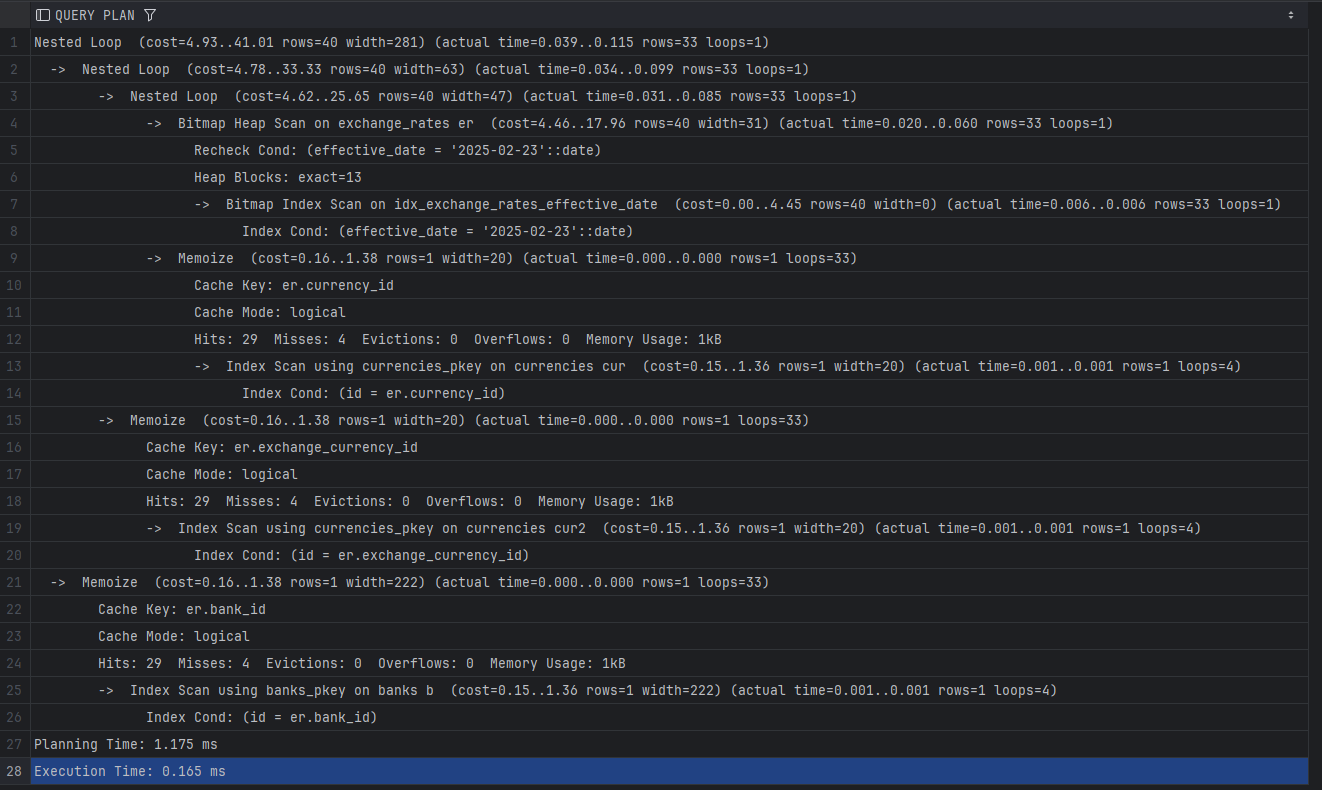 QUERY PLAN
1 Nested Loop (cost=4.93..41.01 rows=40 width=281) (actual time=0.039..0.115 rows=33 loops=1)
2 -> Nested Loop (cost=4.78..33.33 rows=40 width=63) (actual time=0.034..0.099 rows=33 loops=1)
3 -> Nested Loop (cost=4.62..25.65 rows=40 width=47) (actual time=0.031..0.085 rows=33 loops=1)
4 -> Bitmap Heap Scan on exchange_rates er (cost=4.46..17.96 rows=40 width=31) (actual time=0.020..0.060 rows=33 loops=1)
5 Recheck Cond: (effective_date = '2025-02-23'::date)
6 Heap Blocks: exact=13
7 -> Bitmap Index Scan on idx_exchange_rates_effective_date (cost=0.00..4.45 rows=40 width=0) (actual time=0.006..0.006 rows=33 loops=1)
8 Index Cond: (effective_date = '2025-02-23'::date)
9 -> Memoize (cost=0.16..1.38 rows=1 width=20) (actual time=0.000..0.000 rows=1 loops=33)
10 Cache Key: er.currency_id
11 Cache Mode: logical
12 Hits: 29 Misses: 4 Evictions: 0 Overflows: 0 Memory Usage: 1kB
13 -> Index Scan using currencies_pkey on currencies cur (cost=0.15..1.36 rows=1 width=20) (actual time=0.001..0.001 rows=1 loops=4)
14 Index Cond: (id = er.currency_id)
15 -> Memoize (cost=0.16..1.38 rows=1 width=20) (actual time=0.000..0.000 rows=1 loops=33)
16 Cache Key: er.exchange_currency_id
17 Cache Mode: logical
18 Hits: 29 Misses: 4 Evictions: 0 Overflows: 0 Memory Usage: 1kB
19 -> Index Scan using currencies_pkey on currencies cur2 (cost=0.15..1.36 rows=1 width=20) (actual time=0.001..0.001 rows=1 loops=4)
20 Index Cond: (id = er.exchange_currency_id)
21 -> Memoize (cost=0.16..1.38 rows=1 width=222) (actual time=0.000..0.000 rows=1 loops=33)
22 Cache Key: er.bank_id
23 Cache Mode: logical
24 Hits: 29 Misses: 4 Evictions: 0 Overflows: 0 Memory Usage: 1kB
25 -> Index Scan using banks_pkey on banks b (cost=0.15..1.36 rows=1 width=222) (actual time=0.001..0.001 rows=1 loops=4)
26 Index Cond: (id = er.bank_id)
27 Planning Time: 1.175 ms
28 Execution Time: 0.165 ms